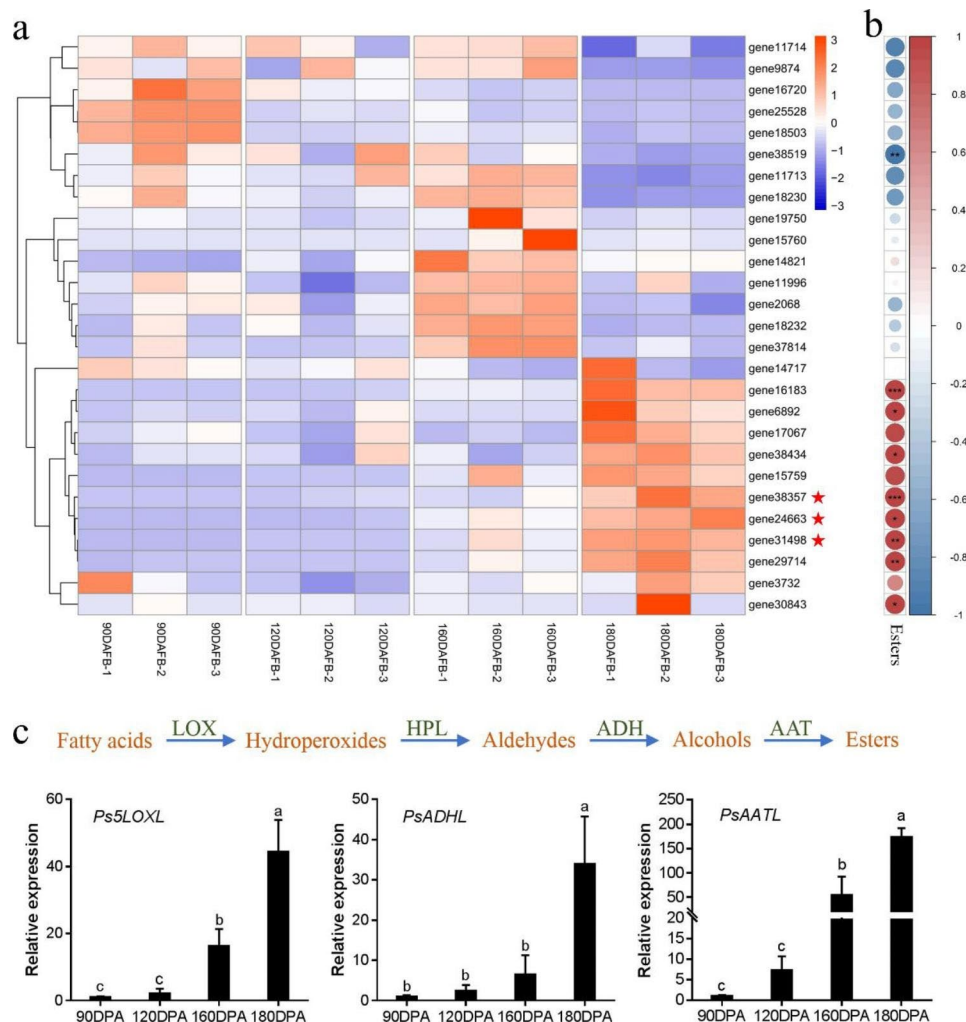 a
b
gene11714
gene9874
gene16720
gene25528
gene18503
gene38519
gene11713
gene18230
gene19750
gene15760
gene14821
gene11996
gene2068
gene18232
gene37814
gene14717
gene16183
gene6892
gene17067
gene38434
gene15759
gene38357 ★
gene24663 ★
gene31498 ★
gene29714
gene3732
gene30843
3
2
1
0
−1
−2
−3
**
***
*
*
***
*
**
**
*
1
0.8
0.6
0.4
0.2
0
-0.2
-0.4
-0.6
-0.8
-1
90DAFB-1
90DAFB-2
90DAFB-3
120DAFB-1
120DAFB-2
120DAFB-3
160DAFB-1
160DAFB-2
160DAFB-3
180DAFB-1
180DAFB-2
180DAFB-3
Esters
c
Fatty acids LOX Hydroperoxides HPL Aldehydes ADH Alcohols AAT Esters
Ps5LOXL
Relative expression
60
40
20
0
c
c
b
a
90DPA 120DPA 160DPA 180DPA
PsADHL
Relative expression
50
40
30
20
10
0
b
b
b
a
90DPA 120DPA 160DPA 180DPA
PsAATL
Relative expression
250
200
150
100
50
20
15
10
5
0
c
c
b
a
90DPA 120DPA 160DPA 180DPA